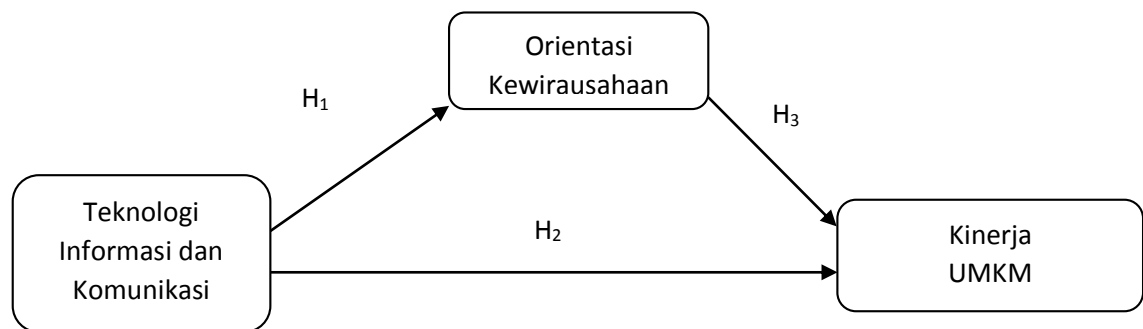 Orientasi
Kewirausahaan
H₁
H₃
Teknologi
Informasi dan
Komunikasi
H₂
Kinerja
UMKM